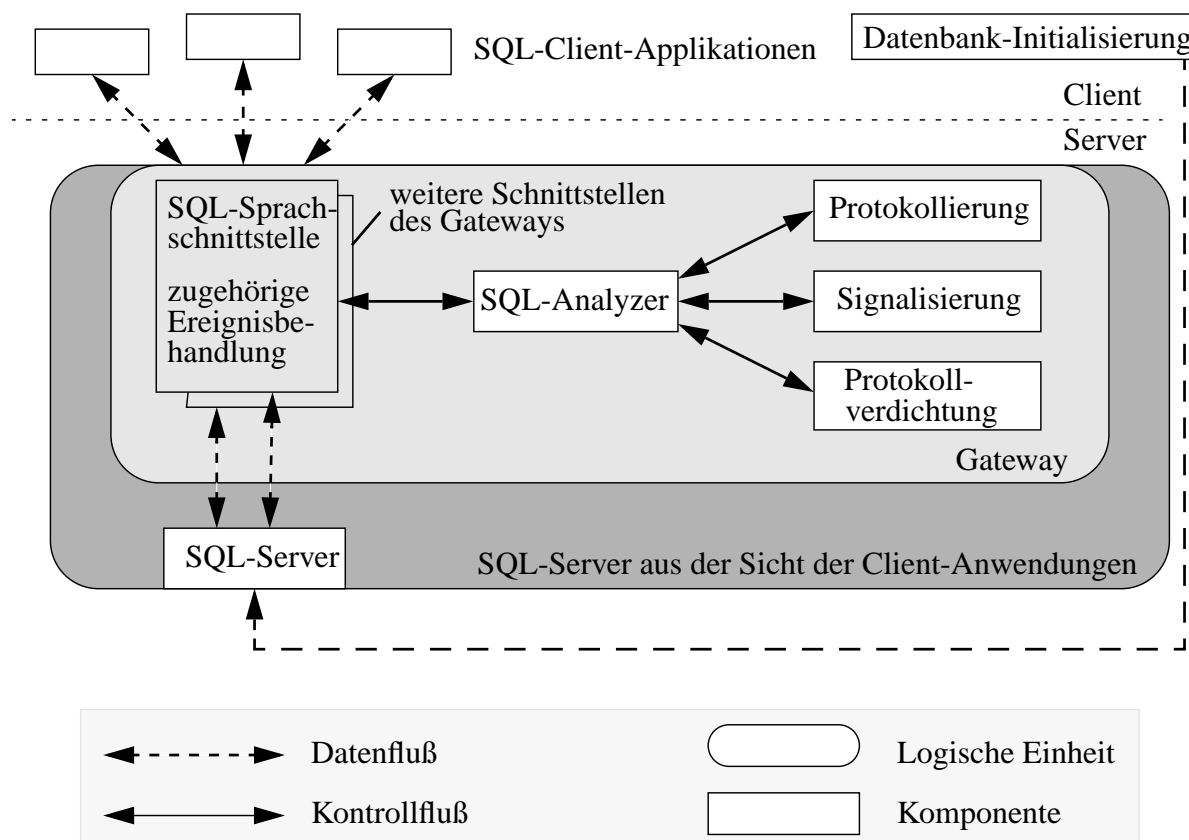 SQL-Client-Applikationen
Datenbank-Initialisierung
Client
Server
SQL-Sprach-
schnittstelle
zugehörige
Ereignisbe-
handlung
weitere Schnittstellen
des Gateways
SQL-Analyzer
Protokollierung
Signalisierung
Protokoll-
verdichtung
Gateway
SQL-Server
SQL-Server aus der Sicht der Client-Anwendungen
Datenfluß
Logische Einheit
Kontrollfluß
Komponente